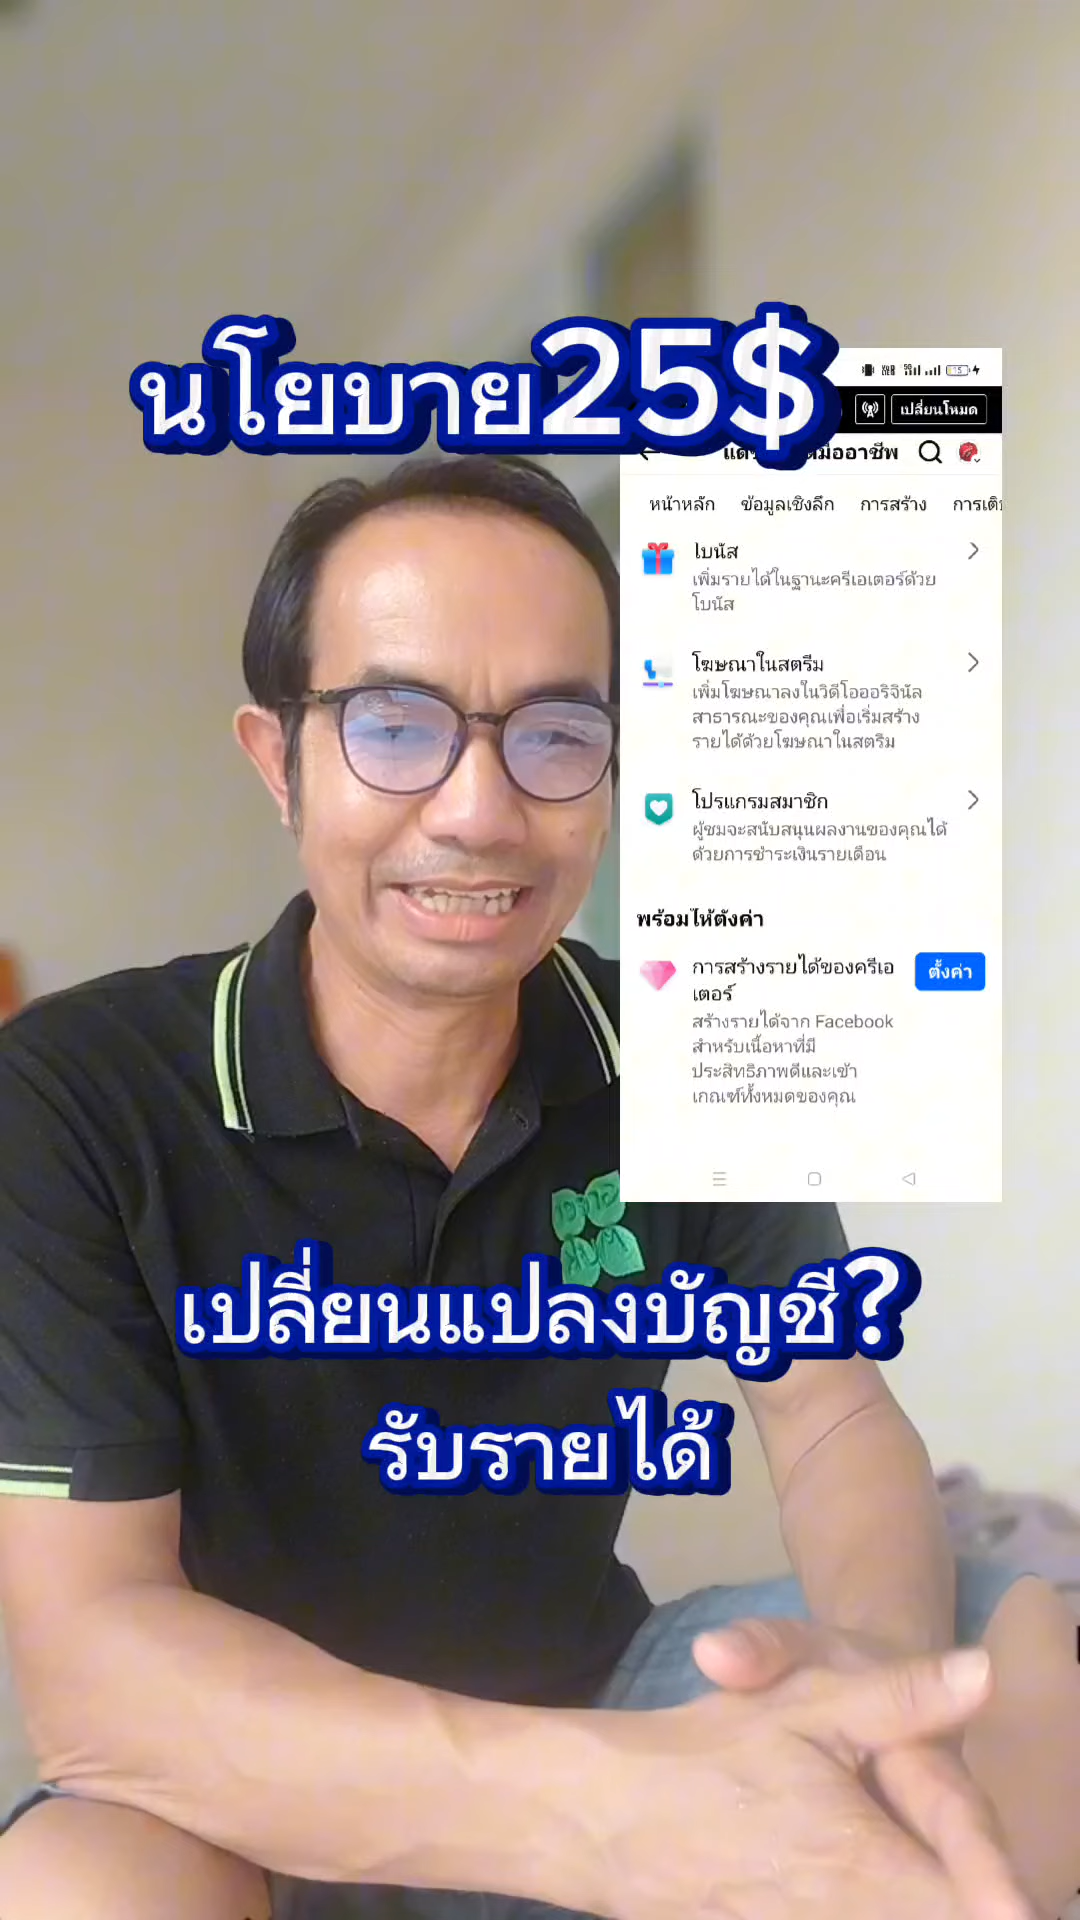 นโยบาย25$
เปลี่ยนโหมด
มืออาชีพ
หน้าหลัก ข้อมูลเชิงลึก การสร้าง
โบนัส
เพิ่มรายได้ในฐานะครีเอเตอร์ด้วย
โบนัส
โฆษณาในสตรีม
เพิ่มโฆษณาลงในวิดีโอออริจินัล
สาธารณะของคุณเพื่อเริ่มสร้าง
รายได้ด้วยโฆษณาในสตรีม
โปรแกรมสมาชิก
ผู้ชมจะสนับสนุนผลงานของคุณได้
ด้วยการชำระเงินรายเดือน
พร้อมให้ตั้งค่า
การสร้างรายได้ของครีเอ
เตอร์
ตั้งค่า
สร้างรายได้จาก Facebook
สำหรับเนื้อหาที่มี
ประสิทธิภาพดีและเข้า
เกณฑ์ทั้งหมดของคุณ
เปลี่ยนแปลงบัญชี?
รับรายได้